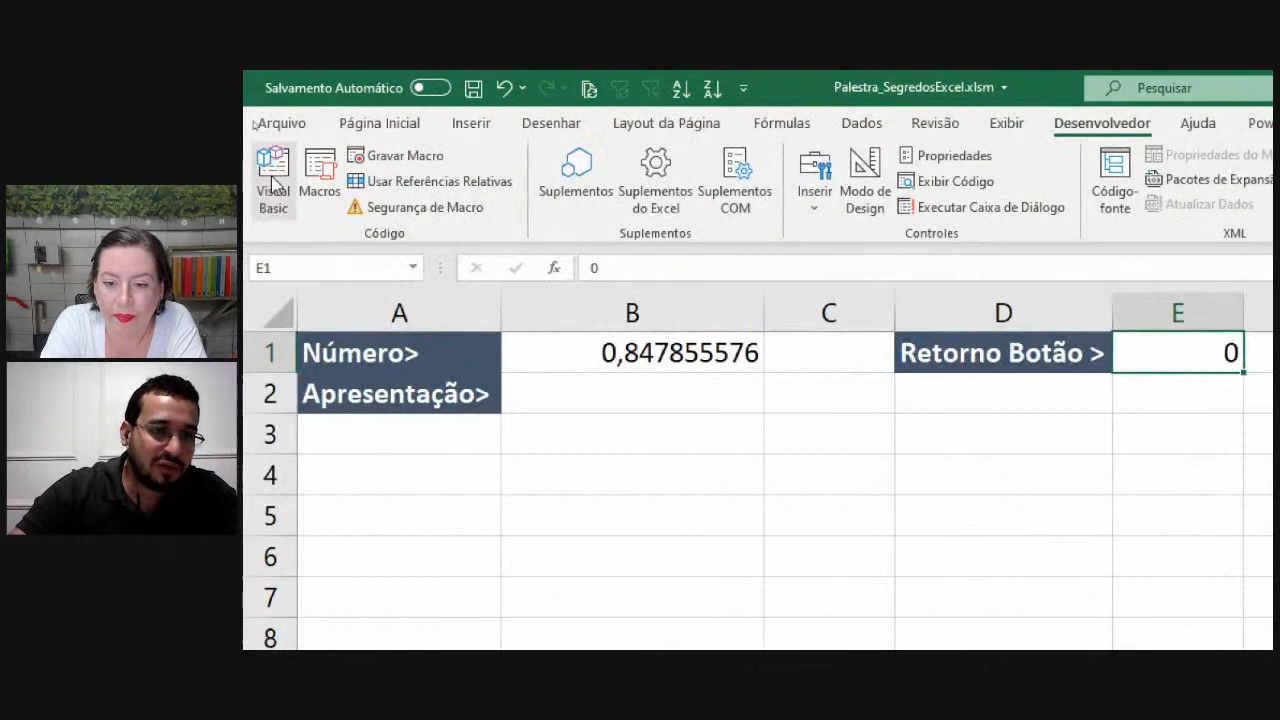 Salvamento Automático
Palestra_SegredosExcel.xlsm
Pesquisar
Arquivo Página Inicial Inserir Desenhar Layout da Página Fórmulas Dados Revisão Exibir Desenvolvedor Ajuda Pow
Visual Basic
Macros
Gravar Macro
Usar Referências Relativas
Segurança de Macro
Código
Suplementos
Suplementos do Excel
Suplementos COM
Suplementos
Inserir
Modo de Design
Propriedades
Exibir Código
Executar Caixa de Diálogo
Controles
Código-fonte
Propriedades do M
Pacotes de Expansã
Atualizar Dados
XML
E1 fx 0
A B C D E
1 Número> 0,847855576 Retorno Botão > 0
2 Apresentação>
3
4
5
6
7
8